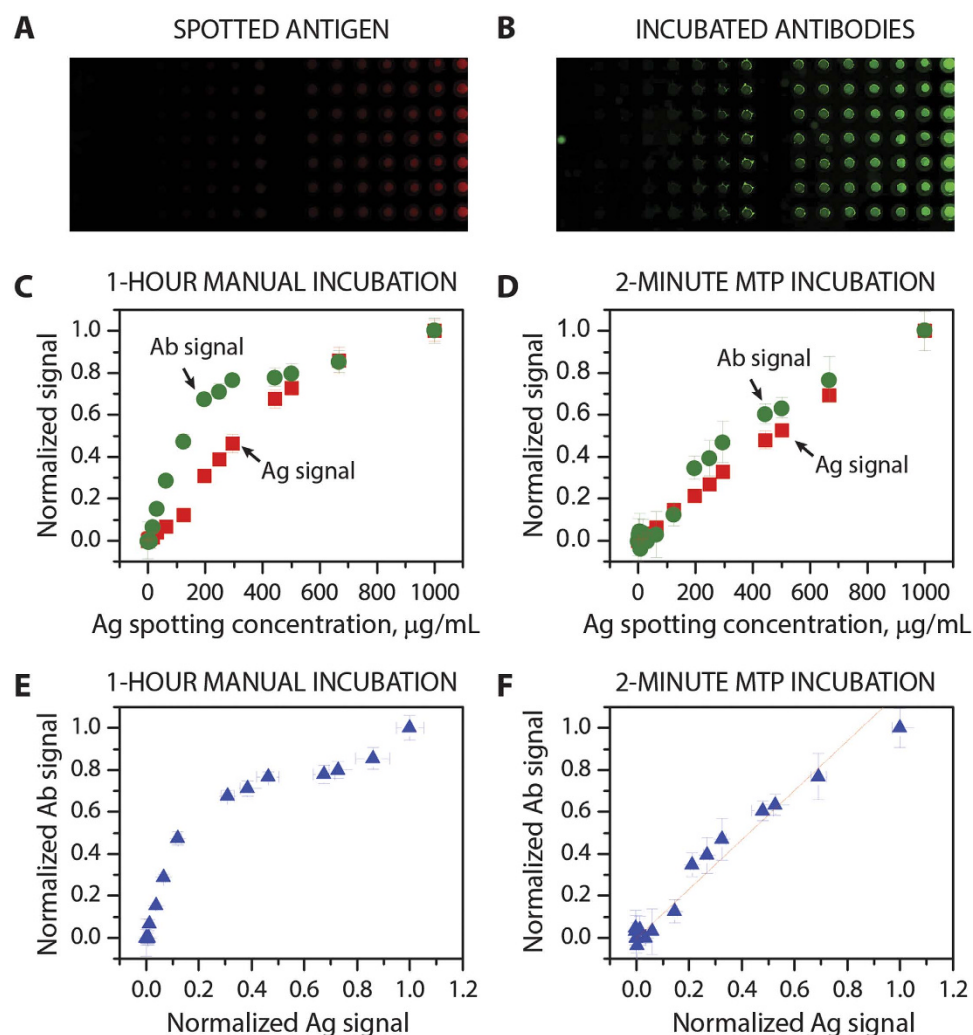 A SPOTTED ANTIGEN
B INCUBATED ANTIBODIES
C 1-HOUR MANUAL INCUBATION
Normalized signal
1.0
0.8
0.6
0.4
0.2
0.0
Ab signal
Ag signal
0 200 400 600 800 1000
Ag spotting concentration, μg/mL
D 2-MINUTE MTP INCUBATION
Normalized signal
1.0
0.8
0.6
0.4
0.2
0.0
Ab signal
Ag signal
0 200 400 600 800 1000
Ag spotting concentration, μg/mL
E 1-HOUR MANUAL INCUBATION
Normalized Ab signal
1.0
0.8
0.6
0.4
0.2
0.0
0.0 0.2 0.4 0.6 0.8 1.0 1.2
Normalized Ag signal
F 2-MINUTE MTP INCUBATION
Normalized Ab signal
1.0
0.8
0.6
0.4
0.2
0.0
0.0 0.2 0.4 0.6 0.8 1.0 1.2
Normalized Ag signal